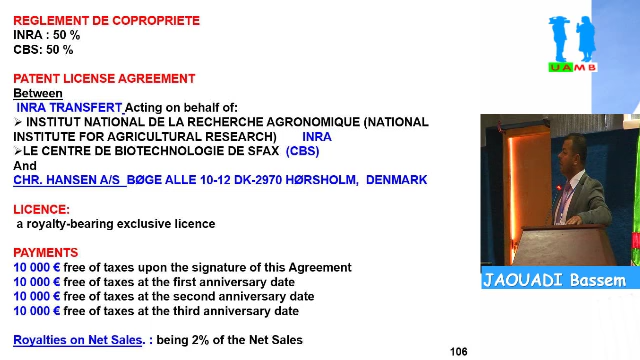 REGLEMENT DE COPROPRIETE
INRA : 50 %
CBS: 50 %
PATENT LICENSE AGREEMENT
Between
INRA TRANSFERT Acting on behalf of:
➢ INSTITUT NATIONAL DE LA RECHERCHE AGRONOMIQUE (NATIONAL
INSTITUTE FOR AGRICULTURAL RESEARCH) INRA
➢LE CENTRE DE BIOTECHNOLOGIE DE SFAX (CBS)
And
CHR. HANSEN A/S BØGE ALLE 10-12 DK-2970 HØRSHOLM, DENMARK
LICENCE:
a royalty-bearing exclusive licence
PAYMENTS
10 000 € free of taxes upon the signature of this Agreement
10 000 € free of taxes at the first anniversary date
10 000 € free of taxes at the second anniversary date
10 000 € free of taxes at the third anniversary date
Royalties on Net Sales. : being 2% of the Net Sales
106
UAMB
JAOUADI Bassem